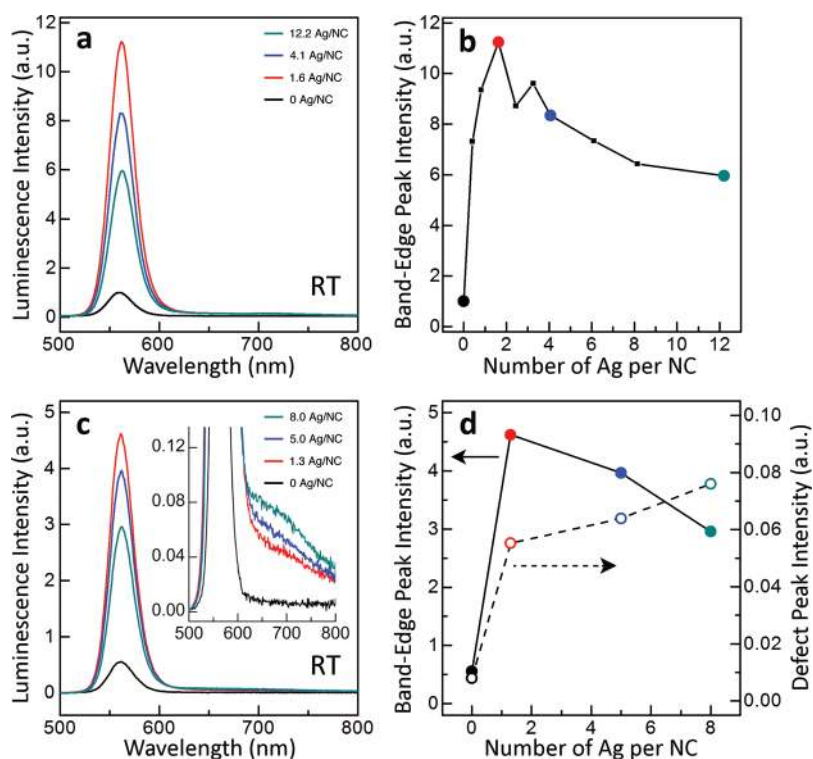 a
Luminescence Intensity (a.u.)
12
10
8
6
4
2
0
12.2 Ag/NC
4.1 Ag/NC
1.6 Ag/NC
0 Ag/NC
RT
500
600
700
800
Wavelength (nm)
b
Band-Edge Peak Intensity (a.u.)
12
10
8
6
4
2
0
0
2
4
6
8
10
12
Number of Ag per NC
c
Luminescence Intensity (a.u.)
5
4
3
2
1
0
8.0 Ag/NC
5.0 Ag/NC
1.3 Ag/NC
0 Ag/NC
0.12
0.08
0.04
0.00
500
600
700
800
RT
500
600
700
800
Wavelength (nm)
d
Band-Edge Peak Intensity (a.u.)
5
4
3
2
1
0
0.10
0.08
0.06
0.04
0.02
0.00
Defect Peak Intensity (a.u.)
0
2
4
6
8
Number of Ag per NC